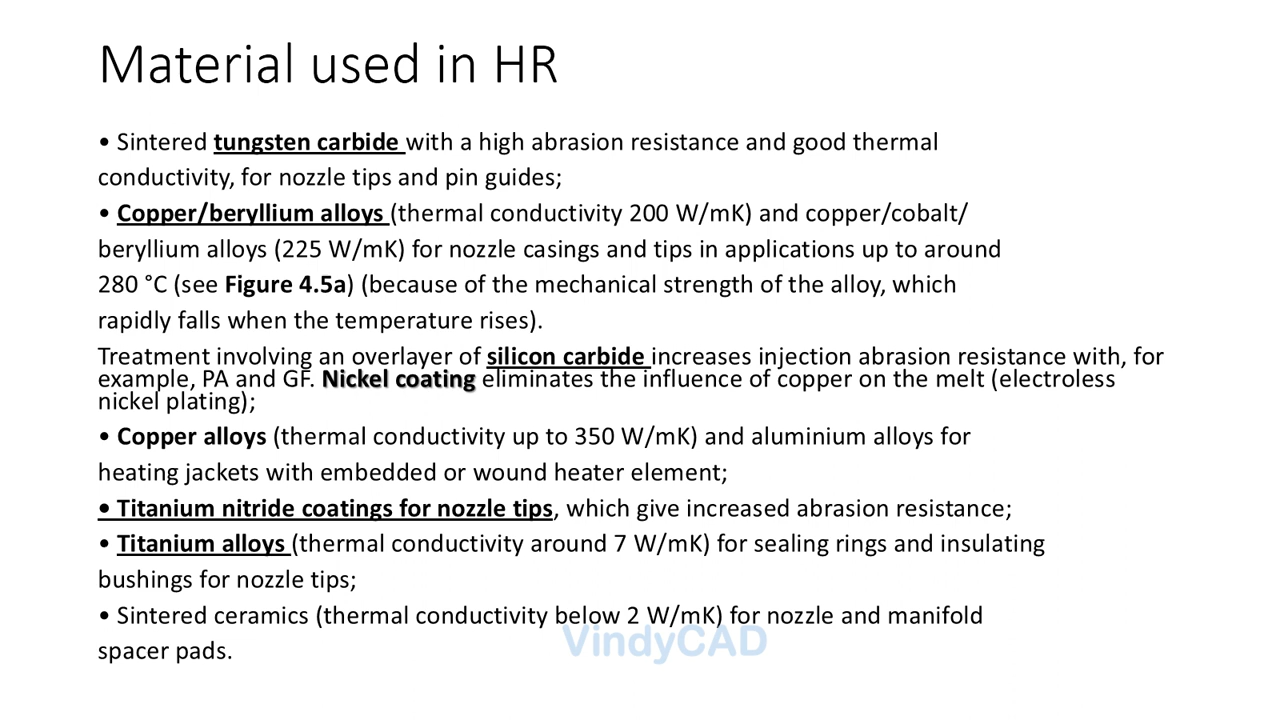 Material used in HR
• Sintered tungsten carbide with a high abrasion resistance and good thermal
conductivity, for nozzle tips and pin guides;
• Copper/beryllium alloys (thermal conductivity 200 W/mK) and copper/cobalt/
beryllium alloys (225 W/mK) for nozzle casings and tips in applications up to around
280 °C (see Figure 4.5a) (because of the mechanical strength of the alloy, which
rapidly falls when the temperature rises).
Treatment involving an overlayer of silicon carbide increases injection abrasion resistance with, for
example, PA and GF. Nickel coating eliminates the influence of copper on the melt (electroless
nickel plating);
• Copper alloys (thermal conductivity up to 350 W/mK) and aluminium alloys for
heating jackets with embedded or wound heater element;
• Titanium nitride coatings for nozzle tips, which give increased abrasion resistance;
• Titanium alloys (thermal conductivity around 7 W/mK) for sealing rings and insulating
bushings for nozzle tips;
• Sintered ceramics (thermal conductivity below 2 W/mK) for nozzle and manifold
spacer pads.
VindyCAD